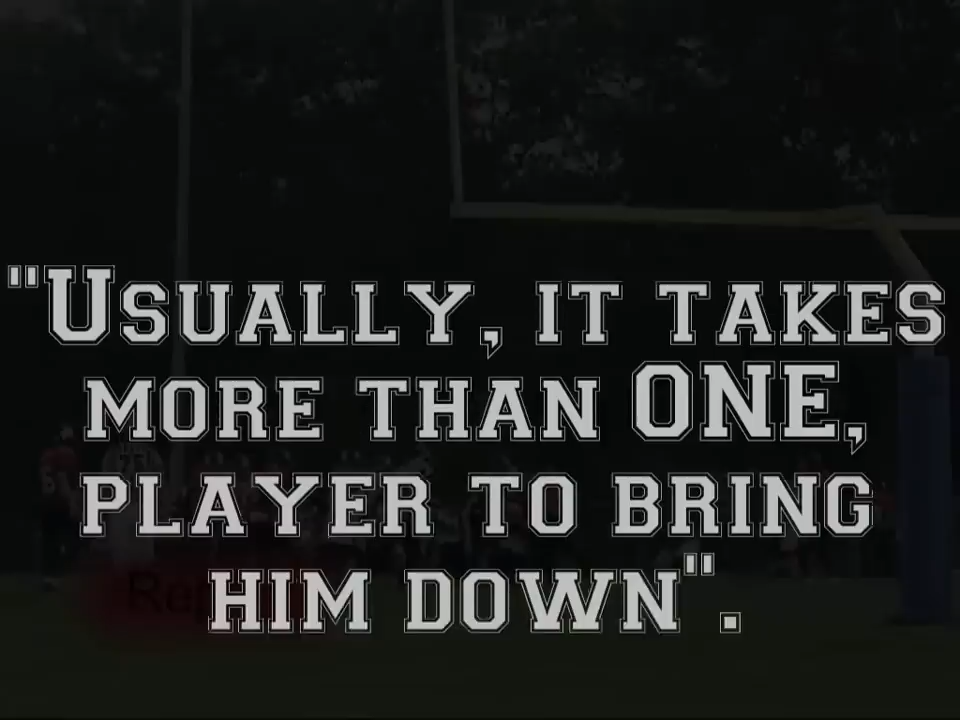 "Usually, it takes
more than ONE,
player to bring
him down".